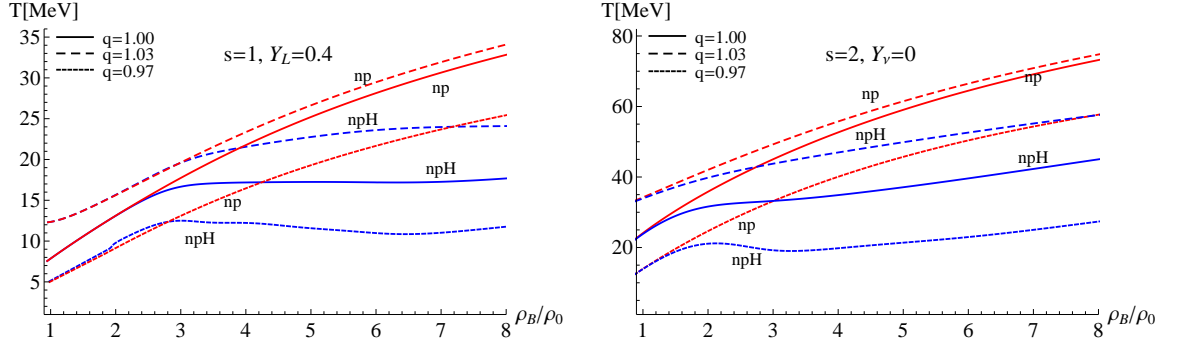 T[MeV]
35
30
25
20
15
10
5
q=1.00
q=1.03
q=0.97
s=1, Y_L=0.4
np
np
npH
npH
np
npH
1 2 3 4 5 6 7 8
ρ_B/ρ_0
T[MeV]
80
60
40
20
q=1.00
q=1.03
q=0.97
s=2, Y_ν=0
np
np
npH
npH
np
npH
1 2 3 4 5 6 7 8
ρ_B/ρ_0